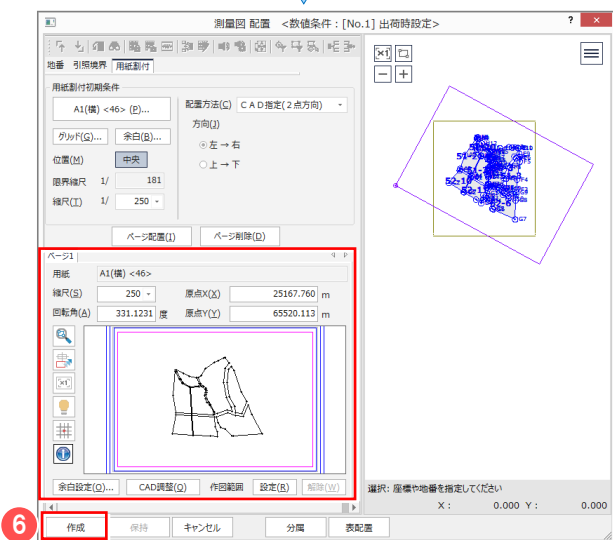 測量図 配置 <数値条件 : [No.1] 出荷時設定>
? ×
地番 引照境界 用紙割付
用紙割付初期条件
A1(横) <46> (P)...
配置方法(C) ＣＡＤ指定(２点方向)
グリッド(G)... 余白(B)...
方向(J)
左 → 右
位置(M) 中央
上 → 下
限界縮尺 1/ 181
縮尺(T) 1/ 250
ページ配置(I) ページ削除(D)
ページ1
用紙 A1(横) <46>
縮尺(S) 250 原点X(X) 25167.760 m
回転角(A) 331.1231 度 原点Y(Y) 65520.113 m
余白設定(O)... CAD調整(Q) 作図範囲 設定(R) 解除(W)
選択: 座標や地番を指定してください
X : 0.000 Y : 0.000
6 作成 保持 キャンセル 分属 表配置
G7